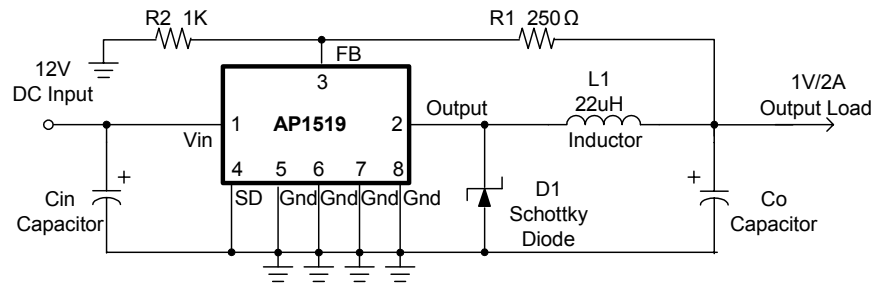 R2 1K
R1 250Ω
FB
12V
DC Input
3
L1
22uH
Inductor
1V/2A
Output Load
Output
Vin
1
AP1519
2
4
5
6
7
8
SD
Gnd
Gnd
Gnd
Gnd
+
Cin
Capacitor
D1
Schottky
Diode
+
Co
Capacitor